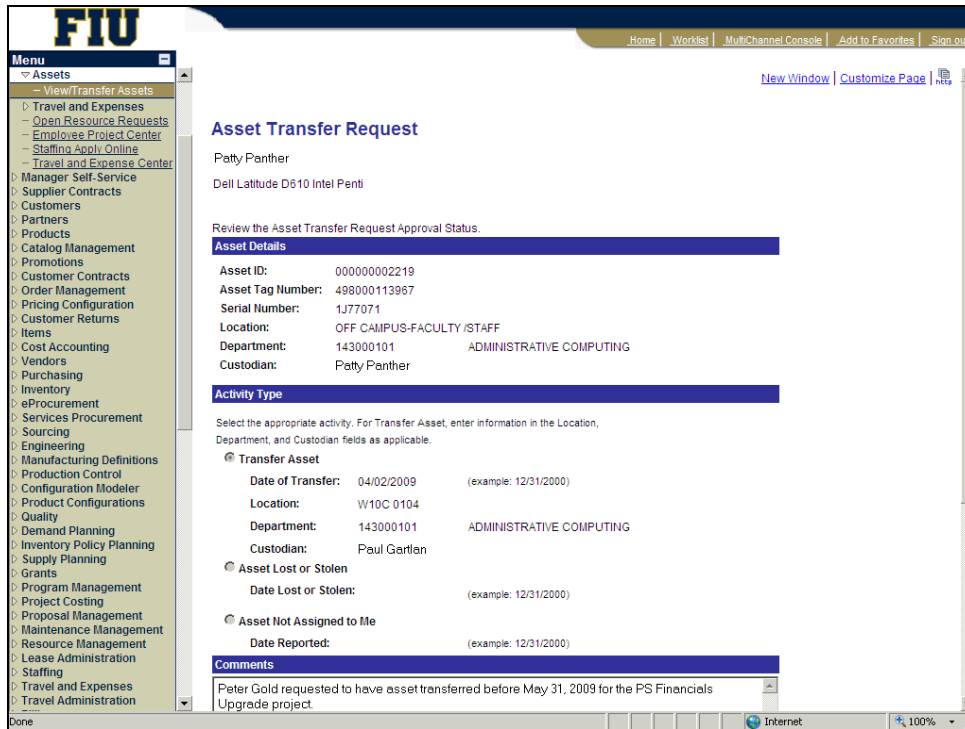 FIU
Home | Worklist | MultiChannel Console | Add to Favorites | Sign ou
Menu
Assets
– View/Transfer Assets
Travel and Expenses
– Open Resource Requests
– Employee Project Center
– Staffing Apply Online
– Travel and Expense Center
Manager Self-Service
Supplier Contracts
Customers
Partners
Products
Catalog Management
Promotions
Customer Contracts
Order Management
Pricing Configuration
Customer Returns
Items
Cost Accounting
Vendors
Purchasing
Inventory
eProcurement
Services Procurement
Sourcing
Engineering
Manufacturing Definitions
Production Control
Configuration Modeler
Product Configurations
Quality
Demand Planning
Inventory Policy Planning
Supply Planning
Grants
Program Management
Project Costing
Proposal Management
Maintenance Management
Resource Management
Lease Administration
Staffing
Travel and Expenses
Travel Administration
New Window | Customize Page | http
Asset Transfer Request
Patty Panther
Dell Latitude D610 Intel Penti
Review the Asset Transfer Request Approval Status.
Asset Details
Asset ID: 000000002219
Asset Tag Number: 498000113967
Serial Number: 1J77071
Location: OFF CAMPUS-FACULTY /STAFF
Department: 143000101 ADMINISTRATIVE COMPUTING
Custodian: Patty Panther
Activity Type
Select the appropriate activity. For Transfer Asset, enter information in the Location,
Department, and Custodian fields as applicable.
Transfer Asset
Date of Transfer: 04/02/2009 (example: 12/31/2000)
Location: W10C 0104
Department: 143000101 ADMINISTRATIVE COMPUTING
Custodian: Paul Gartlan
Asset Lost or Stolen
Date Lost or Stolen: (example: 12/31/2000)
Asset Not Assigned to Me
Date Reported: (example: 12/31/2000)
Comments
Peter Gold requested to have asset transferred before May 31, 2009 for the PS Financials
Upgrade project.
Done
Internet
100%